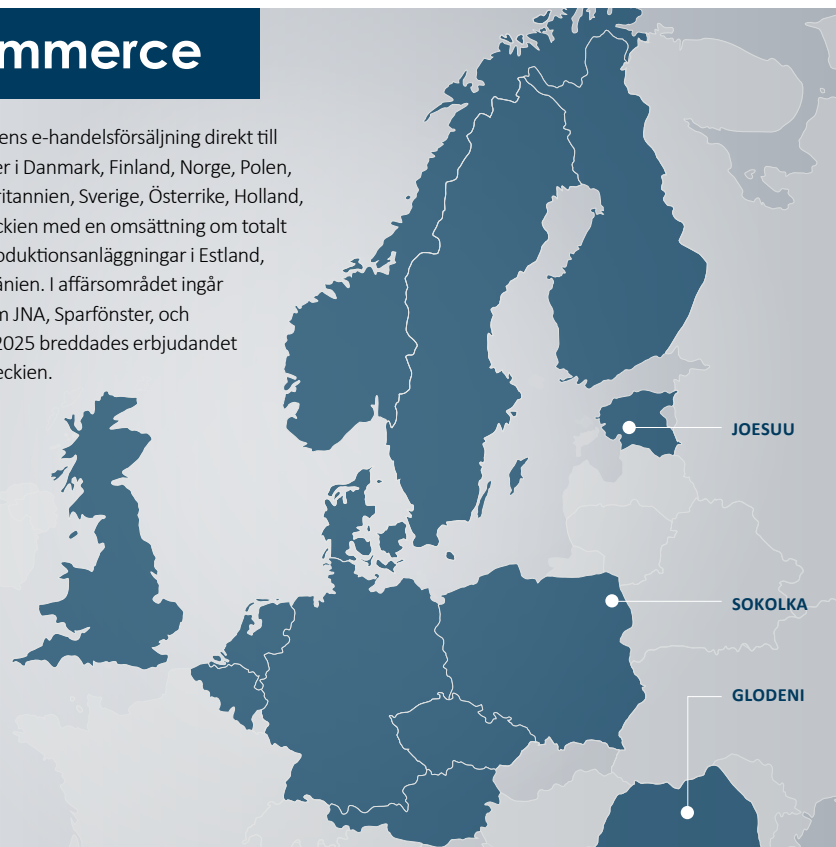 mmerce
ens e-handelsförsäljning direkt till
er i Danmark, Finland, Norge, Polen,
ritannien, Sverige, Österrike, Holland,
ckien med en omsättning om totalt
oduktionsanläggningar i Estland,
änien. I affärsområdet ingår
m JNA, Sparfönster, och
2025 breddades erbjudandet
eckien.
JOESUU
SOKOLKA
GLODENI